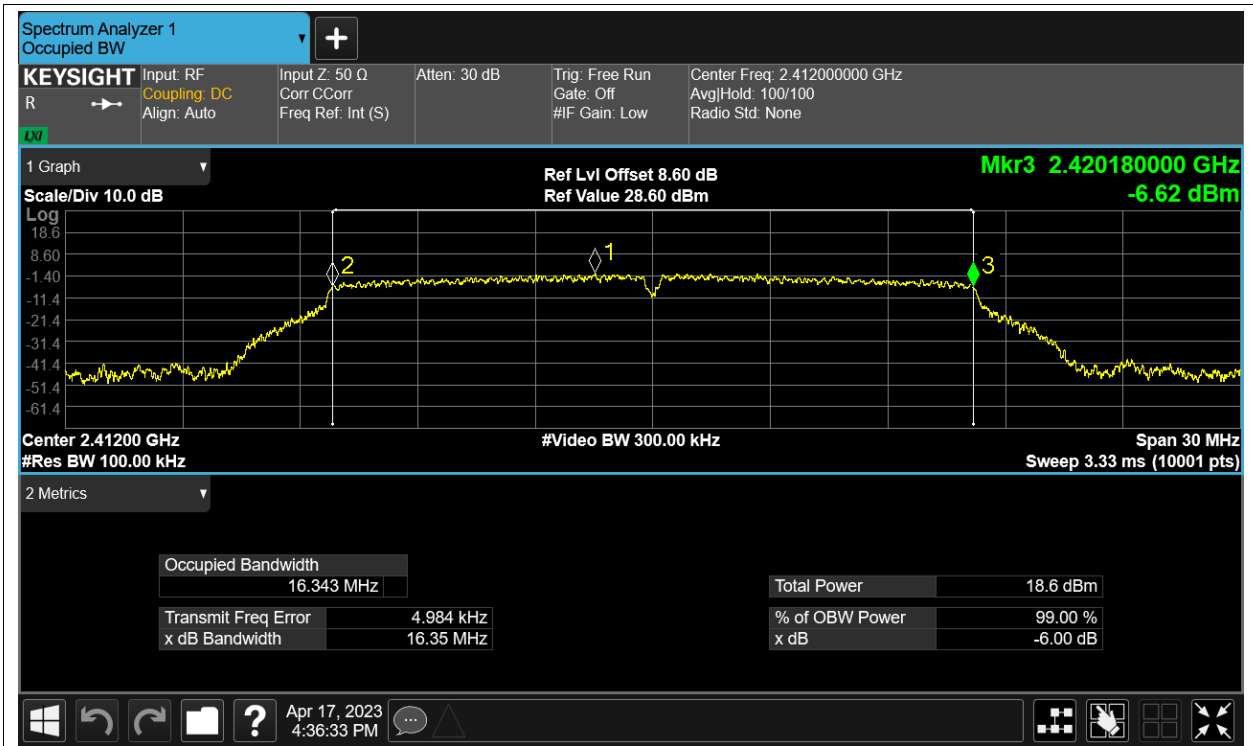 Spectrum Analyzer 1
Occupied BW
KEYSIGHT
R
LXI
Input: RF
Coupling: DC
Align: Auto
Input Z: 50 Ω
Corr CCorr
Freq Ref: Int (S)
Atten: 30 dB
Trig: Free Run
Gate: Off
#IF Gain: Low
Center Freq: 2.412000000 GHz
Avg|Hold: 100/100
Radio Std: None
1 Graph
Scale/Div 10.0 dB
Ref Lvl Offset 8.60 dB
Ref Value 28.60 dBm
Mkr3 2.420180000 GHz
-6.62 dBm
Log
18.6
8.60
-1.40
-11.4
-21.4
-31.4
-41.4
-51.4
-61.4
2
1
3
Center 2.41200 GHz
#Video BW 300.00 kHz
Span 30 MHz
#Res BW 100.00 kHz
Sweep 3.33 ms (10001 pts)
2 Metrics
Occupied Bandwidth
16.343 MHz
Transmit Freq Error 4.984 kHz
x dB Bandwidth 16.35 MHz
Total Power 18.6 dBm
% of OBW Power 99.00 %
x dB -6.00 dB
?
Apr 17, 2023
4:36:33 PM